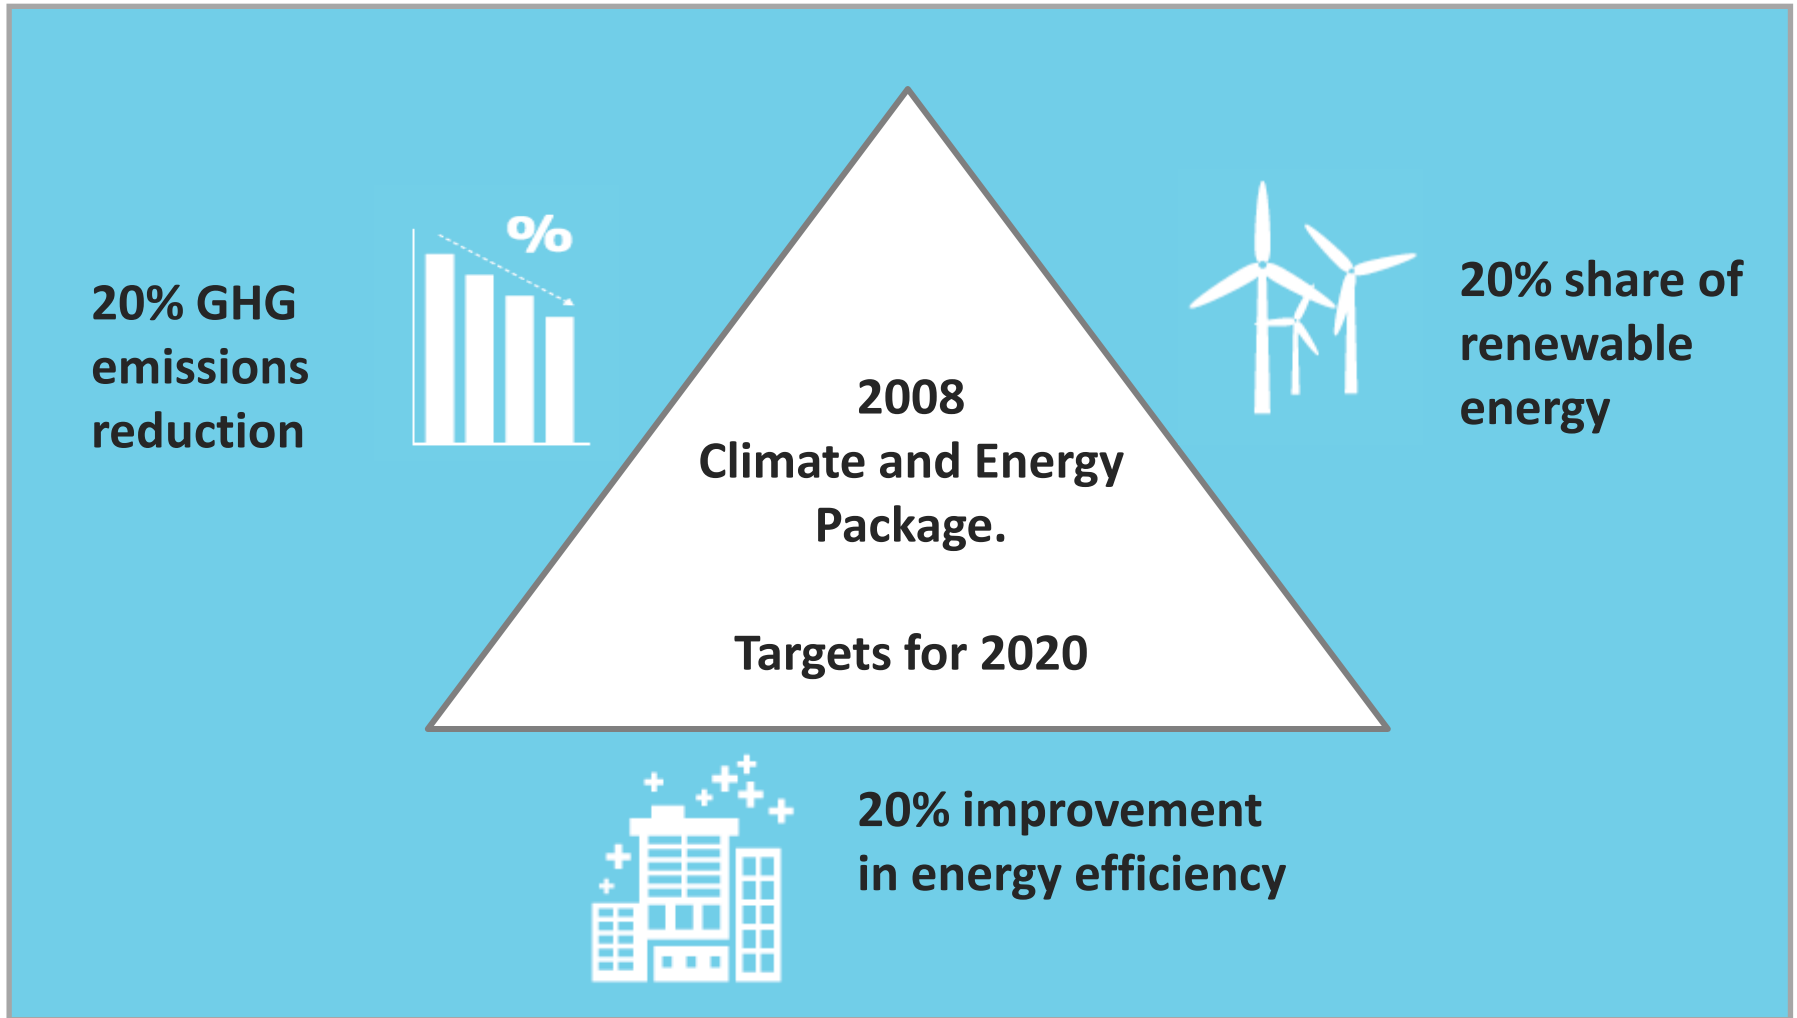 %
20% GHG
emissions
reduction
20% share of
renewable
energy
2008
Climate and Energy
Package.
Targets for 2020
20% improvement
in energy efficiency